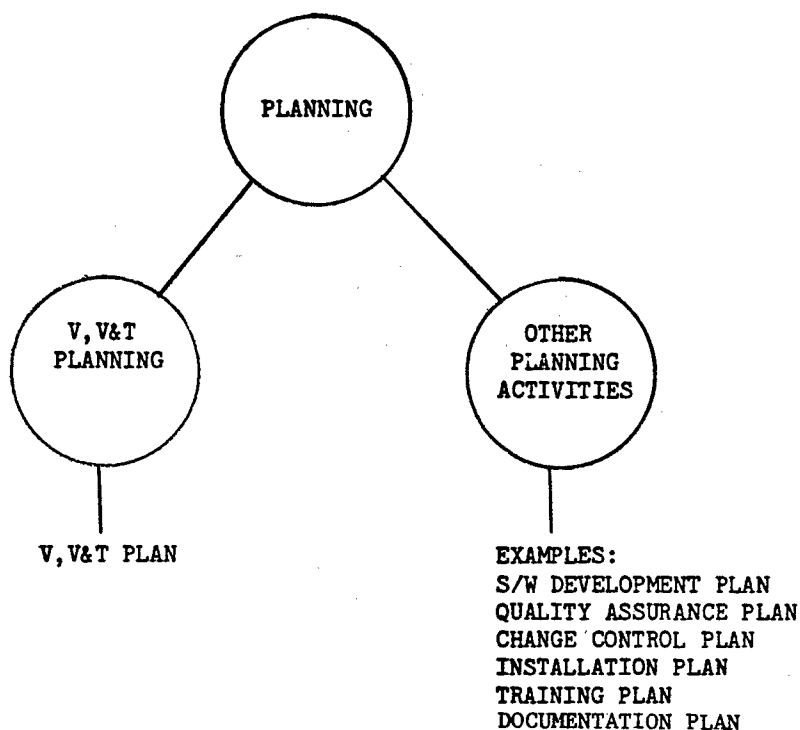 PLANNING
V,V&T
PLANNING
OTHER
PLANNING
ACTIVITIES
V,V&T PLAN
EXAMPLES:
S/W DEVELOPMENT PLAN
QUALITY ASSURANCE PLAN
CHANGE CONTROL PLAN
INSTALLATION PLAN
TRAINING PLAN
DOCUMENTATION PLAN